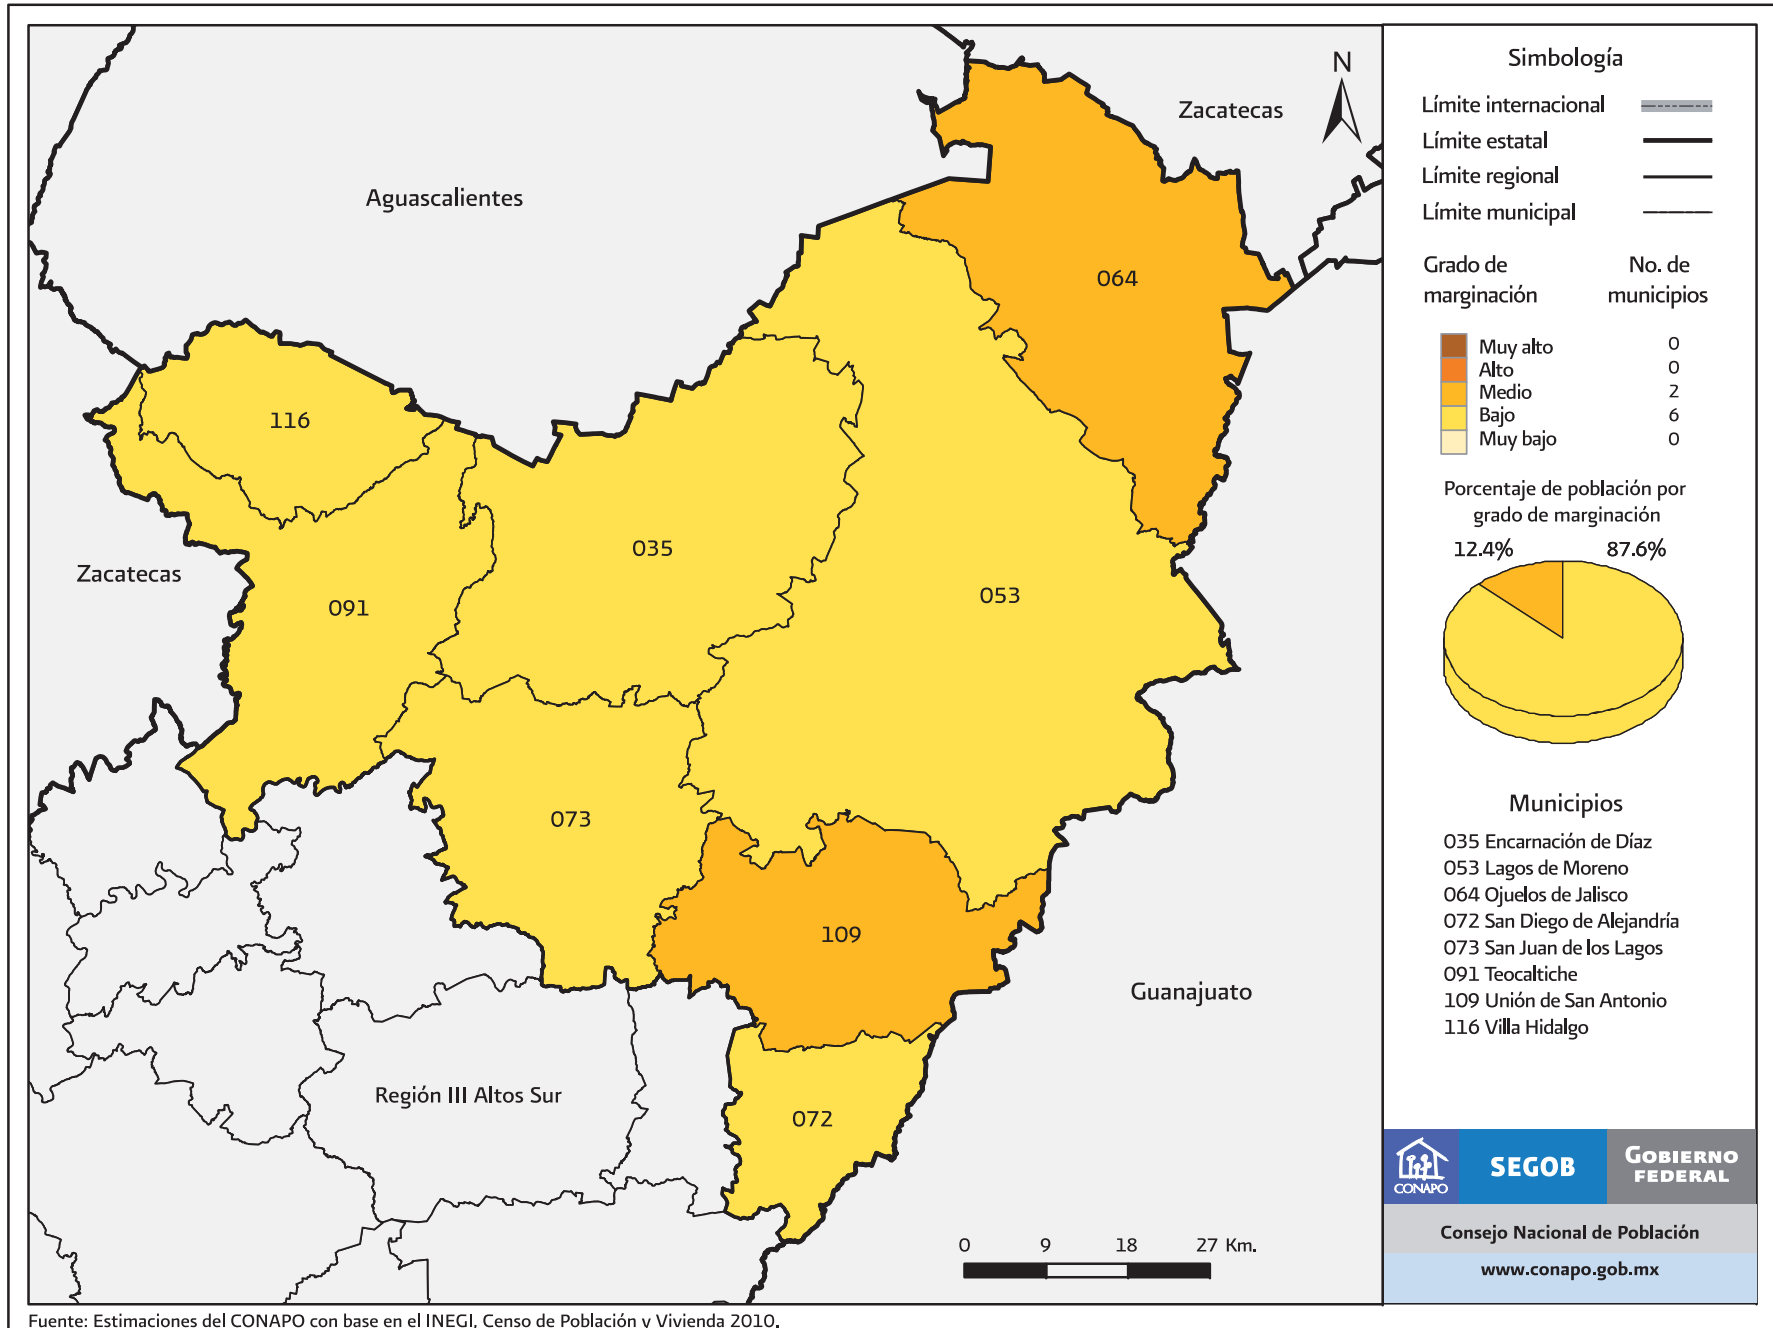 Zacatecas
N
Aguascalientes
064
116
035
Zacatecas
091
053
073
109
Guanajuato
Región III Altos Sur
072
0 9 18 27 Km.
Simbología
Límite internacional
Límite estatal
Límite regional
Límite municipal
Grado de marginación
No. de municipios
Muy alto 0
Alto 0
Medio 2
Bajo 6
Muy bajo 0
Porcentaje de población por
grado de marginación
12.4% 87.6%
Municipios
035 Encarnación de Díaz
053 Lagos de Moreno
064 Ojuelos de Jalisco
072 San Diego de Alejandría
073 San Juan de los Lagos
091 Teocaltiche
109 Unión de San Antonio
116 Villa Hidalgo
CONAPO
SEGOB
GOBIERNO
FEDERAL
Consejo Nacional de Población
www.conapo.gob.mx
Fuente: Estimaciones del CONAPO con base en el INEGI, Censo de Población y Vivienda 2010.